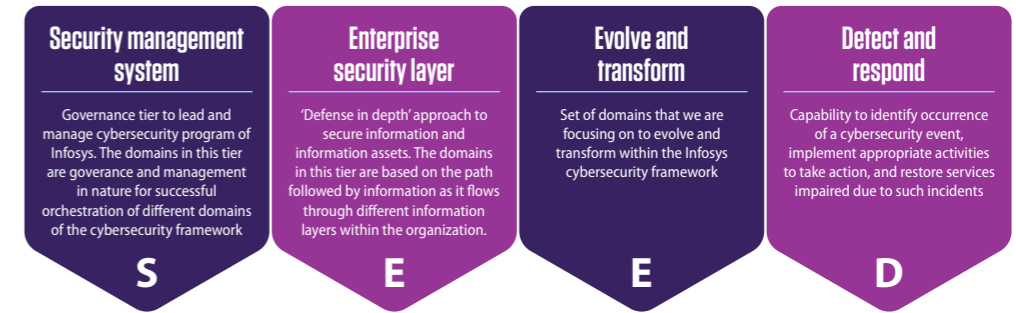 Security management
system
Governance tier to lead and
manage cybersecurity program of
Infosys. The domains in this tier
are goverance and management
in nature for successful
orchestration of different domains
of the cybersecurity framework
S
Enterprise
security layer
‘Defense in depth’ approach to
secure information and
information assets. The domains
in this tier are based on the path
followed by information as it flows
through different information
layers within the organization.
E
Evolve and
transform
Set of domains that we are
focusing on to evolve and
transform within the Infosys
cybersecurity framework
E
Detect and
respond
Capability to identify occurrence
of a cybersecurity event,
implement appropriate activities
to take action, and restore services
impaired due to such incidents
D